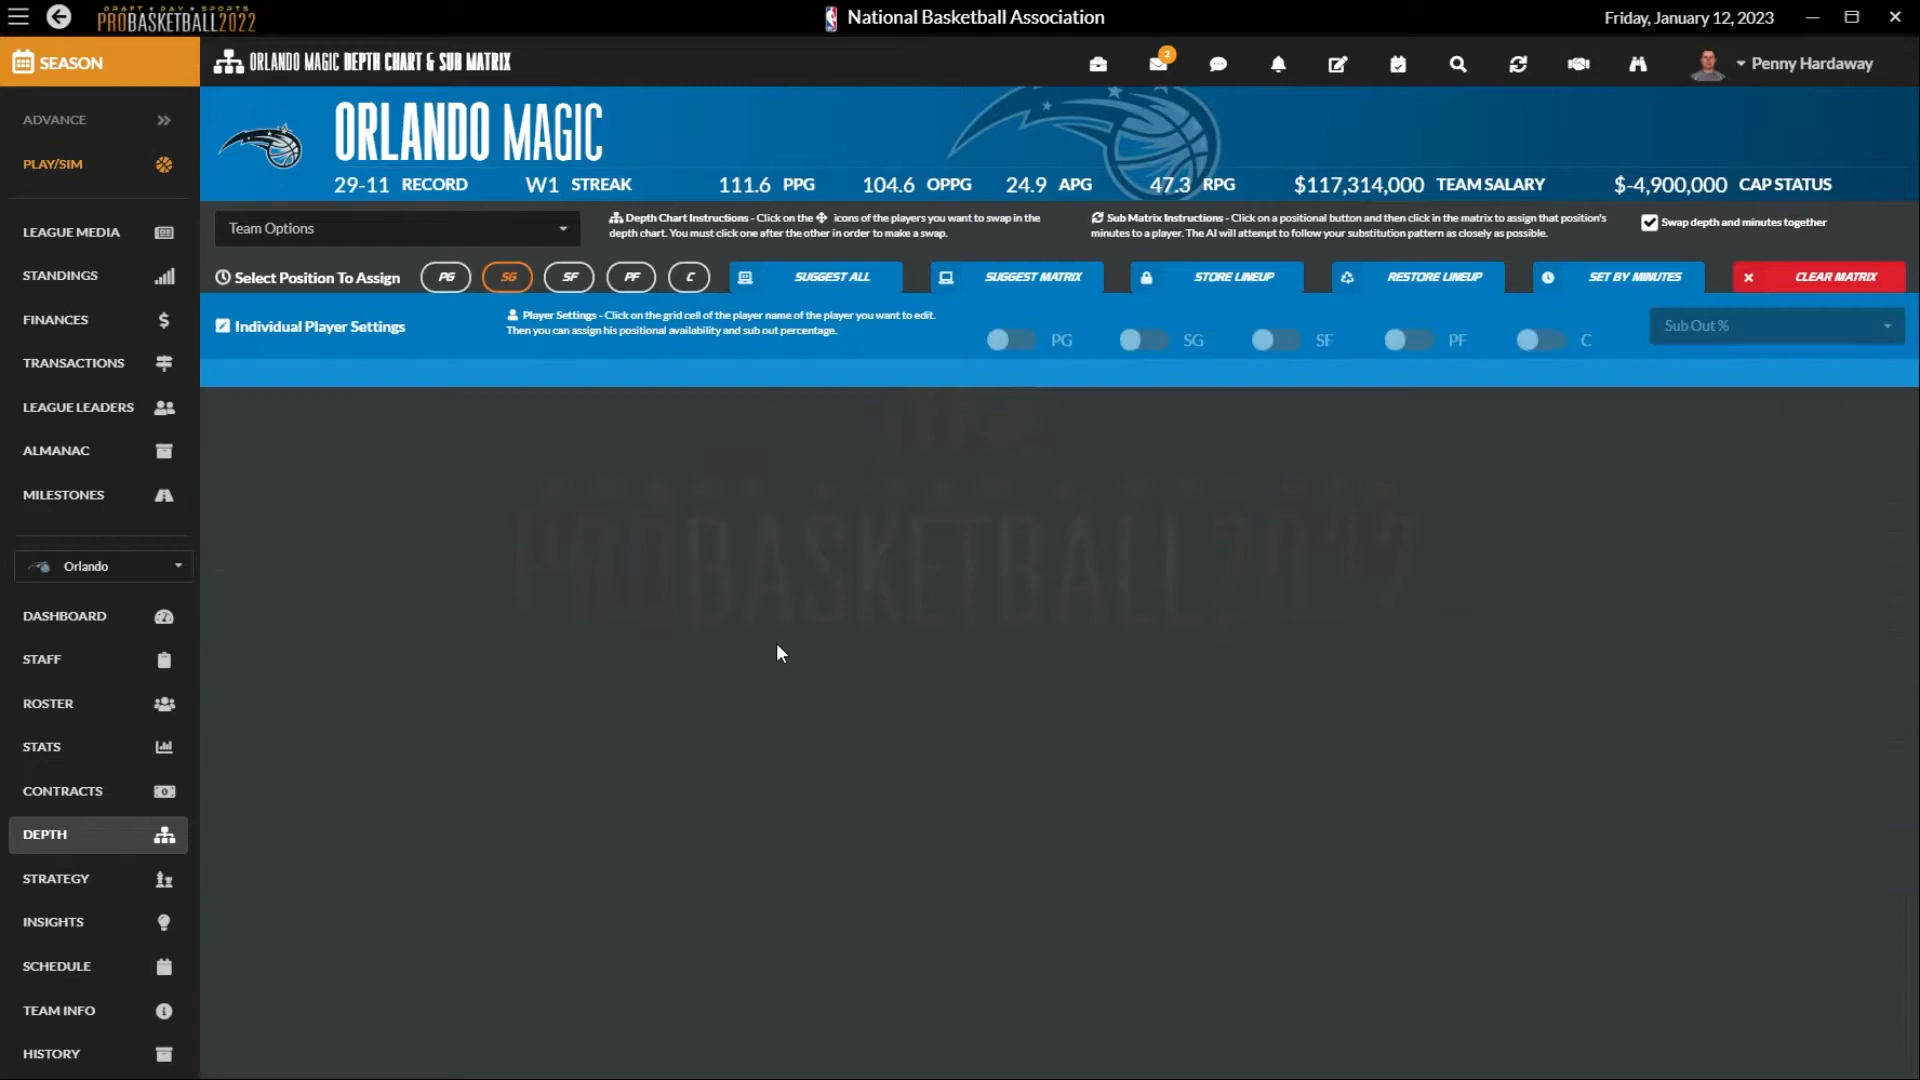 DRAFT DAY SPORTS
PROBASKETBALL2022
National Basketball Association
Friday, January 12, 2023
SEASON
ORLANDO MAGIC DEPTH CHART & SUB MATRIX
2
Penny Hardaway
ADVANCE
PLAY/SIM
LEAGUE MEDIA
STANDINGS
FINANCES
$
TRANSACTIONS
LEAGUE LEADERS
ALMANAC
MILESTONES
Orlando
DASHBOARD
STAFF
ROSTER
STATS
CONTRACTS
DEPTH
STRATEGY
INSIGHTS
SCHEDULE
TEAM INFO
HISTORY
ORLANDO MAGIC
29-11 RECORD W1 STREAK 111.6 PPG 104.6 OPPG 24.9 APG 47.3 RPG $117,314,000 TEAM SALARY $-4,900,000 CAP STATUS
Team Options
Depth Chart Instructions - Click on the icons of the players you want to swap in the
depth chart. You must click one after the other in order to make a swap.
Sub Matrix Instructions - Click on a positional button and then click in the matrix to assign that position's
minutes to a player. The AI will attempt to follow your substitution pattern as closely as possible.
Swap depth and minutes together
Select Position To Assign PG SG SF PF C SUGGEST ALL SUGGEST MATRIX STORE LINEUP RESTORE LINEUP SET BY MINUTES CLEAR MATRIX
Individual Player Settings
Player Settings - Click on the grid cell of the player name of the player you want to edit.
Then you can assign his positional availability and sub out percentage.
PG SG SF PF C
Sub Out %
PROBASKETBALL2022